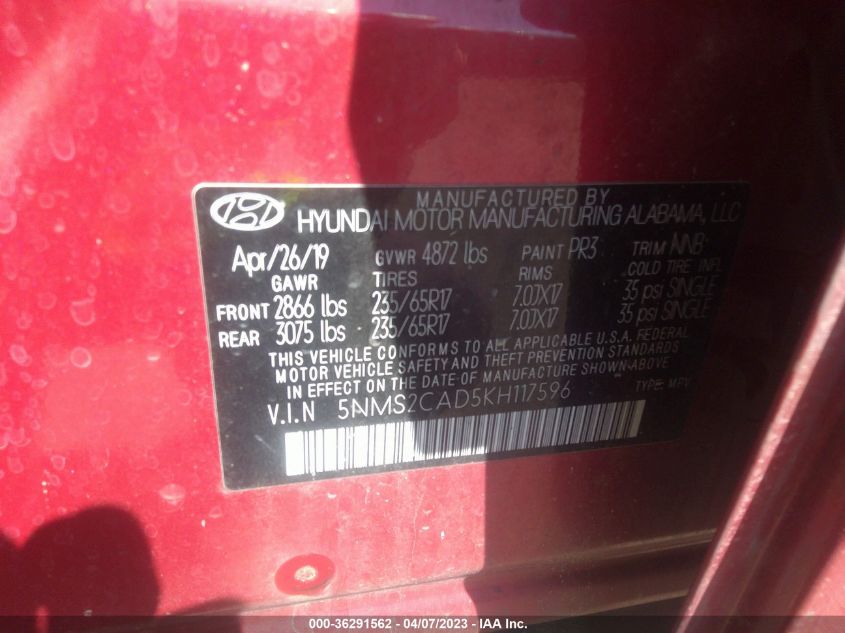 MANUFACTURED BY
HYUNDAI MOTOR MANUFACTURING ALABAMA, LLC
Apr/26/19 GVWR 4872 lbs PAINT PR3 TRIM NNB
GAWR TIRES RIMS COLD TIRE INFL
FRONT 2866 lbs 235/65R17 7.0JX17 35 psi SINGLE
REAR 3075 lbs 235/65R17 7.0JX17 35 psi SINGLE
THIS VEHICLE CONFORMS TO ALL APPLICABLE U.S.A. FEDERAL
MOTOR VEHICLE SAFETY AND THEFT PREVENTION STANDARDS
IN EFFECT ON THE DATE OF MANUFACTURE SHOWN ABOVE
V.I.N 5NMS2CAD5KH117596 TYPE: MPV
000-36291562 - 04/07/2023 - IAA Inc.